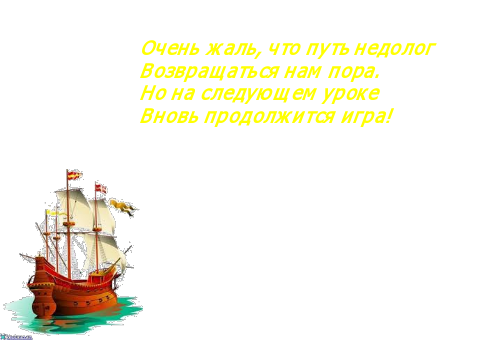 Очень жаль, что путь недолог
Возвращаться нам пора.
Но на следующем уроке
Вновь продолжится игра!